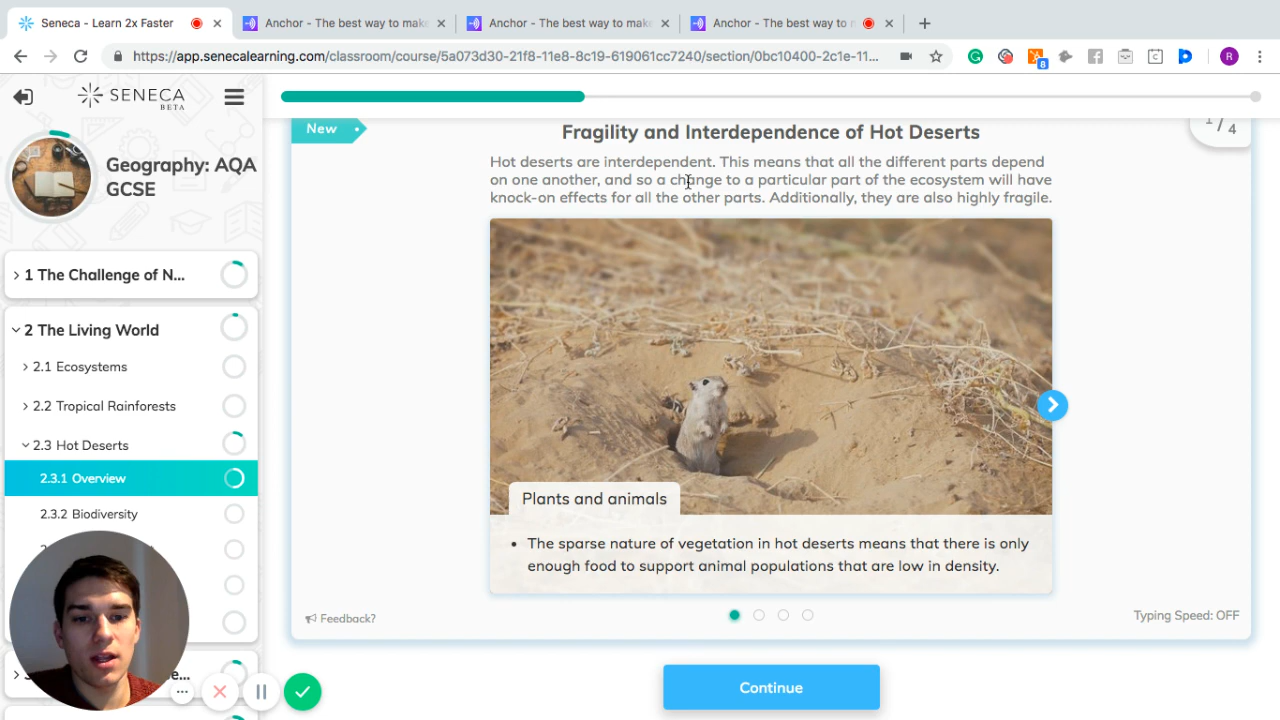 Seneca - Learn 2x Faster
Anchor - The best way to make
Anchor - The best way to make
Anchor - The best way to
https://app.senecalearning.com/classroom/course/5a073d30-21f8-11e8-8c19-619061cc7240/section/0bc10400-2c1e-11...
8
R
SENECA
BETA
Geography: AQA
GCSE
1 The Challenge of N...
2 The Living World
2.1 Ecosystems
2.2 Tropical Rainforests
2.3 Hot Deserts
2.3.1 Overview
2.3.2 Biodiversity
New
1 / 4
Fragility and Interdependence of Hot Deserts
Hot deserts are interdependent. This means that all the different parts depend
on one another, and so a change to a particular part of the ecosystem will have
knock-on effects for all the other parts. Additionally, they are also highly fragile.
Plants and animals
• The sparse nature of vegetation in hot deserts means that there is only
enough food to support animal populations that are low in density.
Feedback?
Typing Speed: OFF
Continue